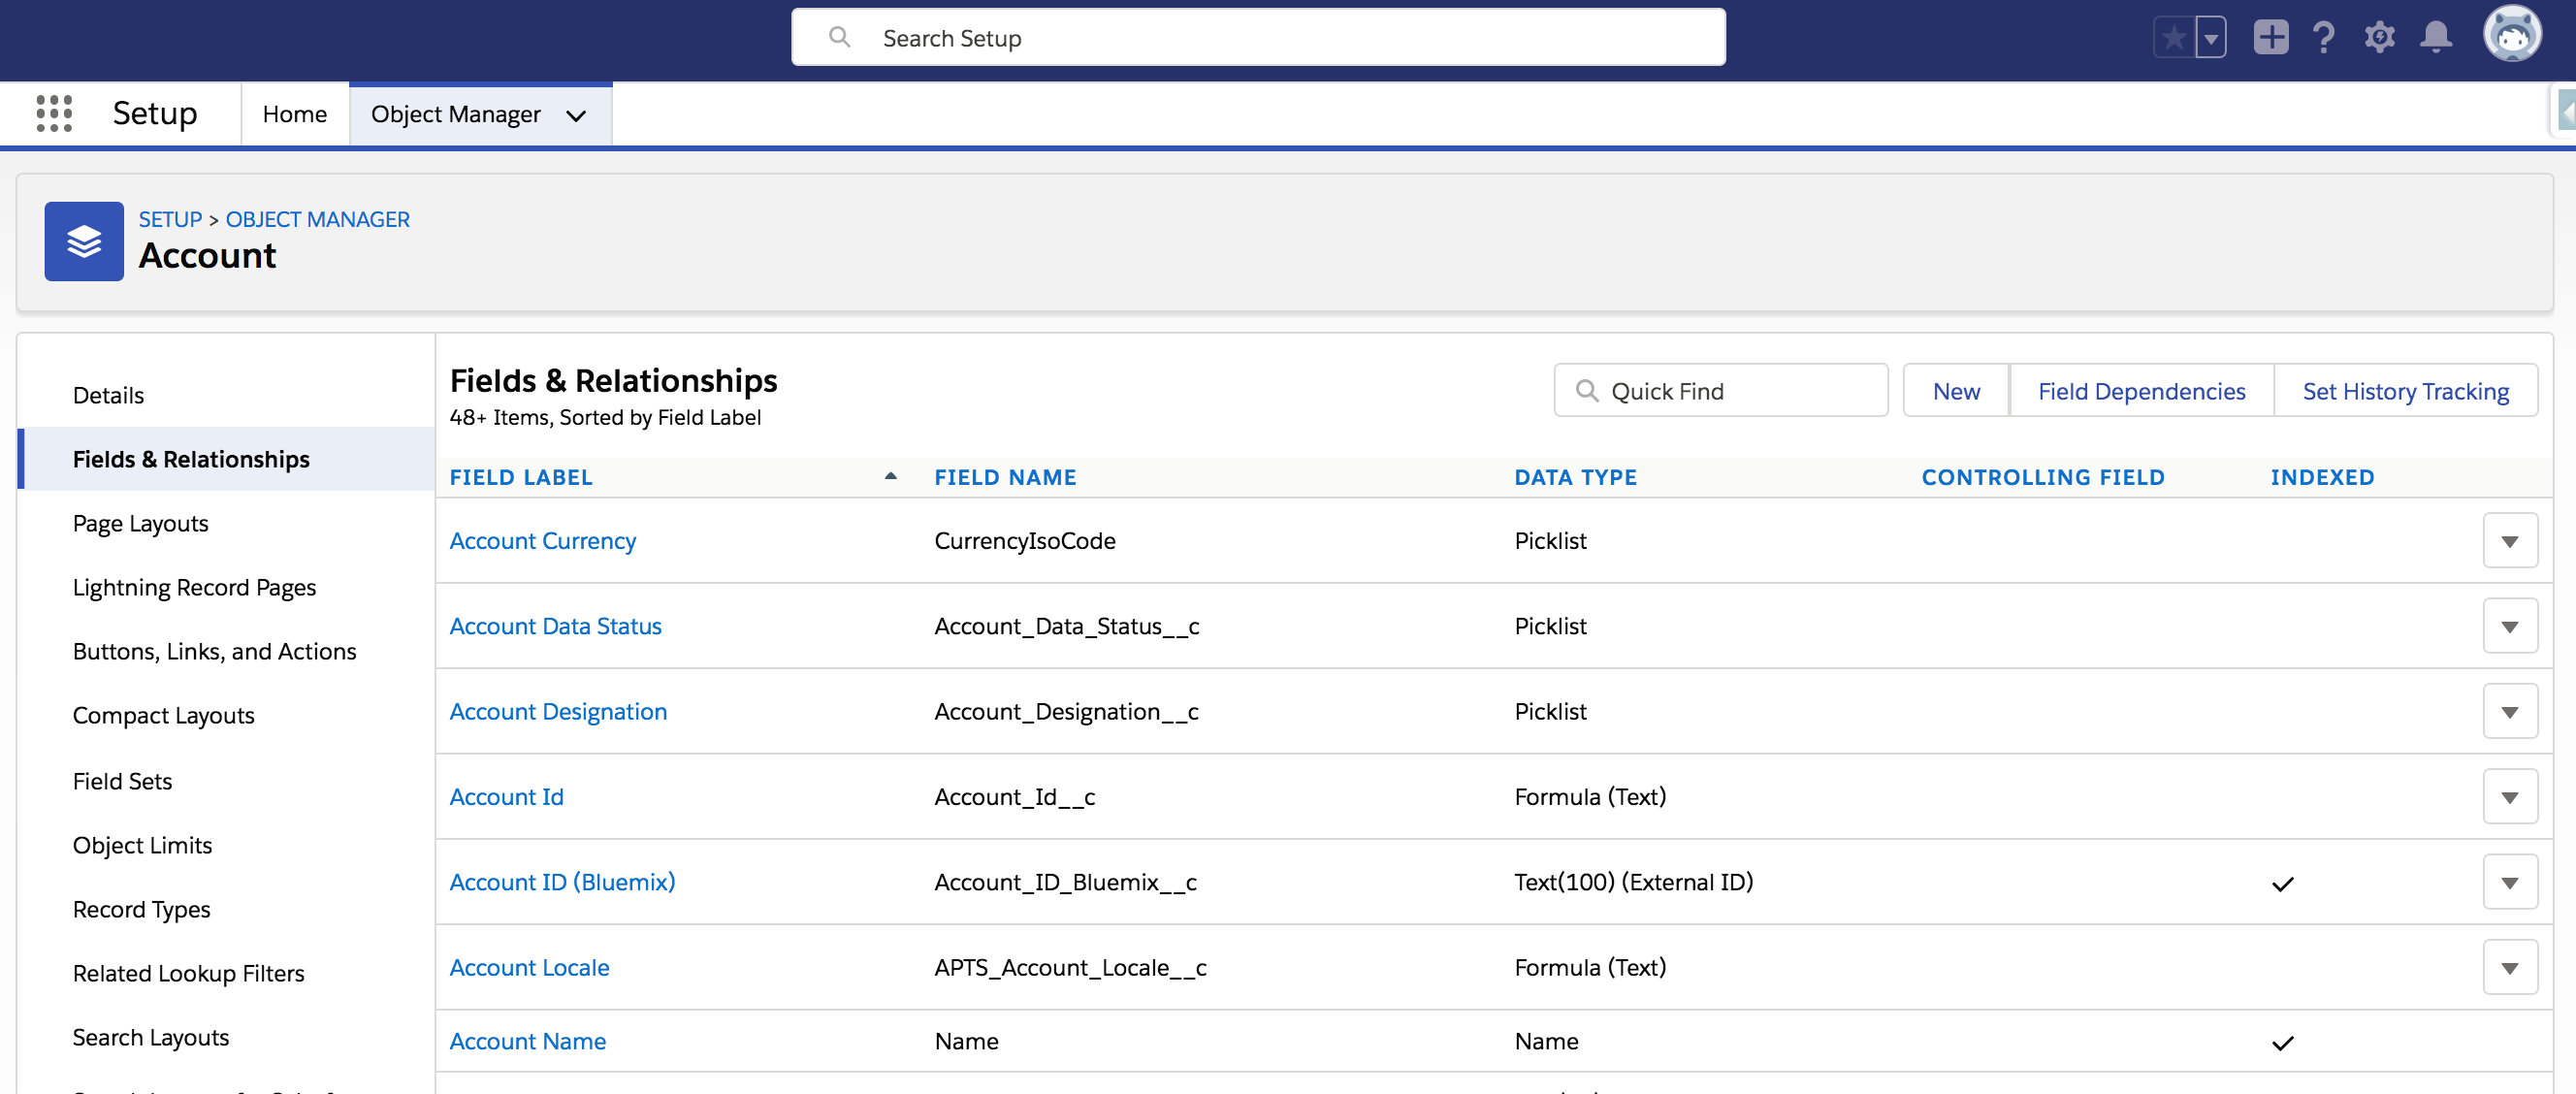 Search Setup
Setup
Home
Object Manager
SETUP > OBJECT MANAGER
Account
Details
Fields & Relationships
Page Layouts
Lightning Record Pages
Buttons, Links, and Actions
Compact Layouts
Field Sets
Object Limits
Record Types
Related Lookup Filters
Search Layouts
Fields & Relationships
48+ Items, Sorted by Field Label
Quick Find
New
Field Dependencies
Set History Tracking
FIELD LABEL FIELD NAME DATA TYPE CONTROLLING FIELD INDEXED
Account Currency CurrencyIsoCode Picklist
Account Data Status Account_Data_Status__c Picklist
Account Designation Account_Designation__c Picklist
Account Id Account_Id__c Formula (Text)
Account ID (Bluemix) Account_ID_Bluemix__c Text(100) (External ID)
Account Locale APTS_Account_Locale__c Formula (Text)
Account Name Name Name